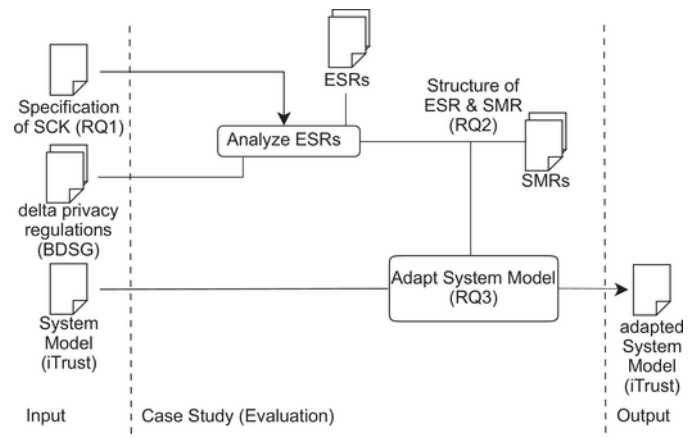 ESRs
Specification
of SCK (RQ1)
Structure of
ESR & SMR
(RQ2)
Analyze ESRs
SMRs
delta privacy
regulations
(BDSG)
Adapt System Model
(RQ3)
System
Model
(iTrust)
adapted
System
Model
(iTrust)
Input
Case Study (Evaluation)
Output